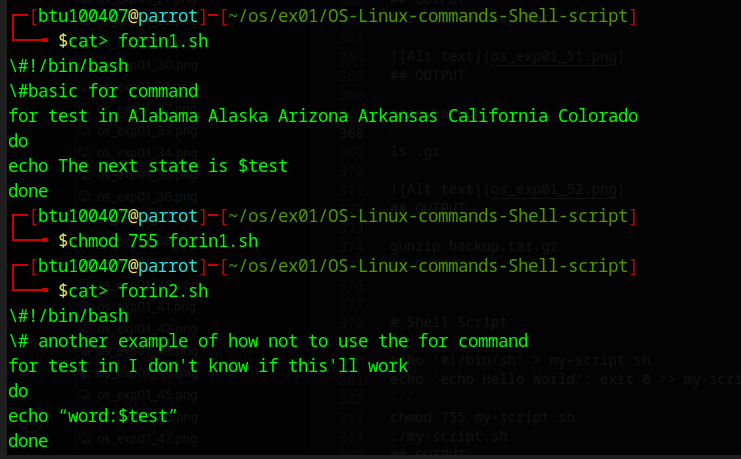 ┌─[btu100407@parrot]─[~/os/ex01/OS-Linux-commands-Shell-script]
└──╼ $cat> forin1.sh
\#!/bin/bash
\#basic for command
for test in Alabama Alaska Arizona Arkansas California Colorado
do
echo The next state is $test
done
┌─[btu100407@parrot]─[~/os/ex01/OS-Linux-commands-Shell-script]
└──╼ $chmod 755 forin1.sh
┌─[btu100407@parrot]─[~/os/ex01/OS-Linux-commands-Shell-script]
└──╼ $cat> forin2.sh
\#!/bin/bash
\# another example of how not to use the for command
for test in I don't know if this'll work
do
echo “word:$test”
done